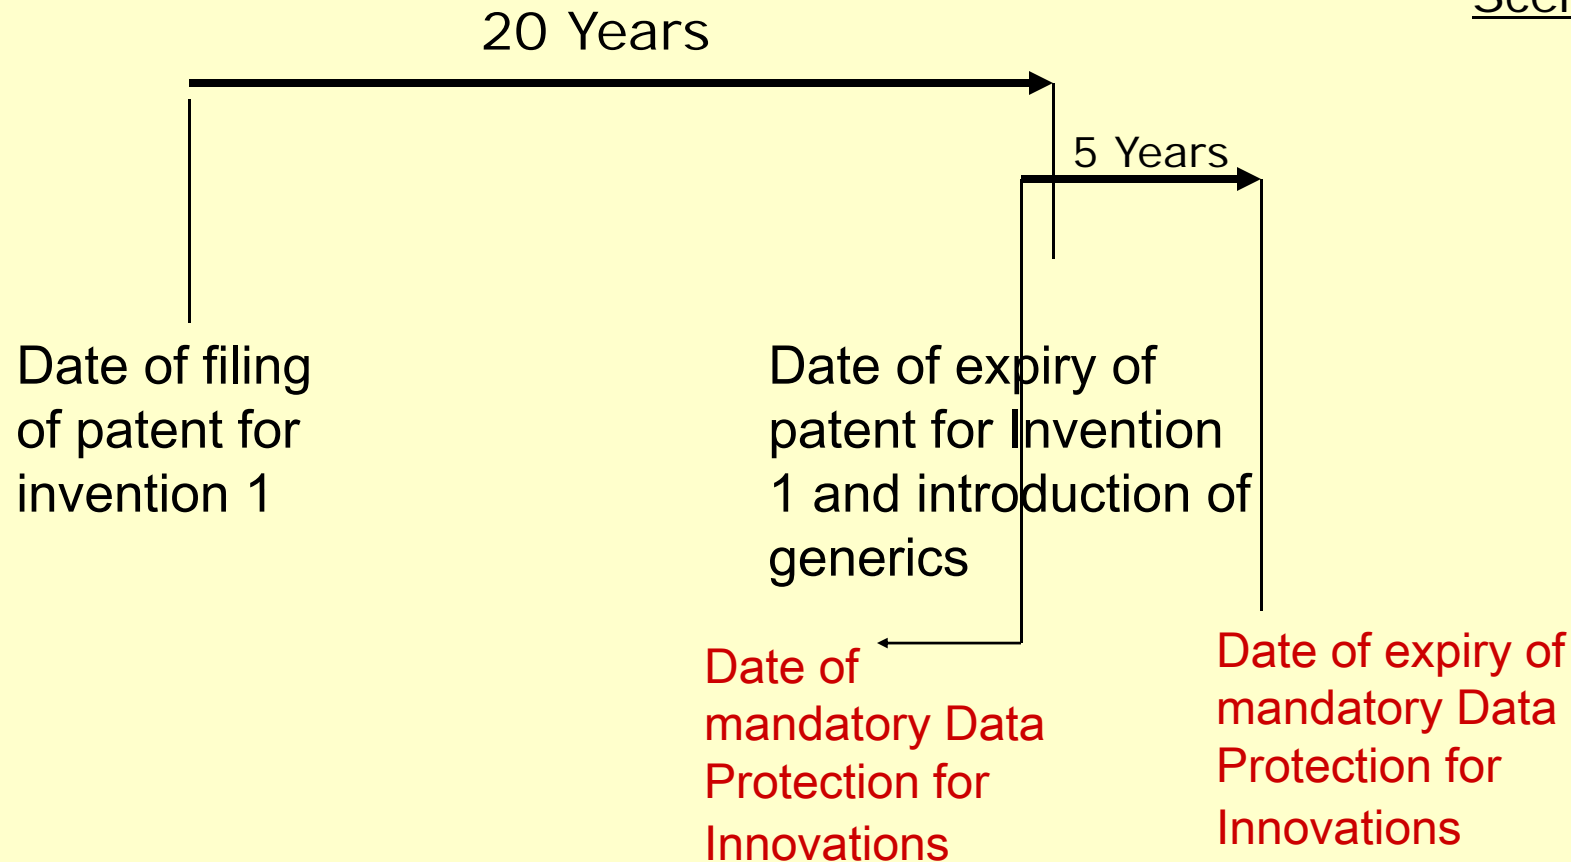 20 Years
5 Years
Date of filing
of patent for
invention 1
Date of expiry of
patent for Invention
1 and introduction of
generics
Date of
mandatory Data
Protection for
Innovations
Date of expiry of
mandatory Data
Protection for
Innovations